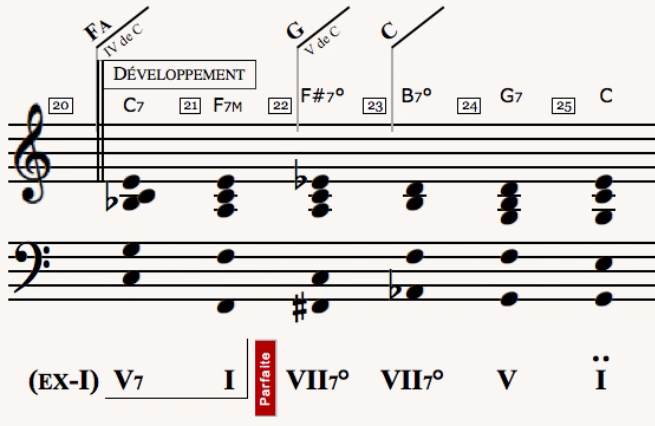 FA G C
IV de C V de C
DÉVELOPPEMENT
20 C7 21 F7M 22 F#7° 23 B7° 24 G7 25 C
(EX-I) V7 I Parfaite VII7° VII7° V Ï